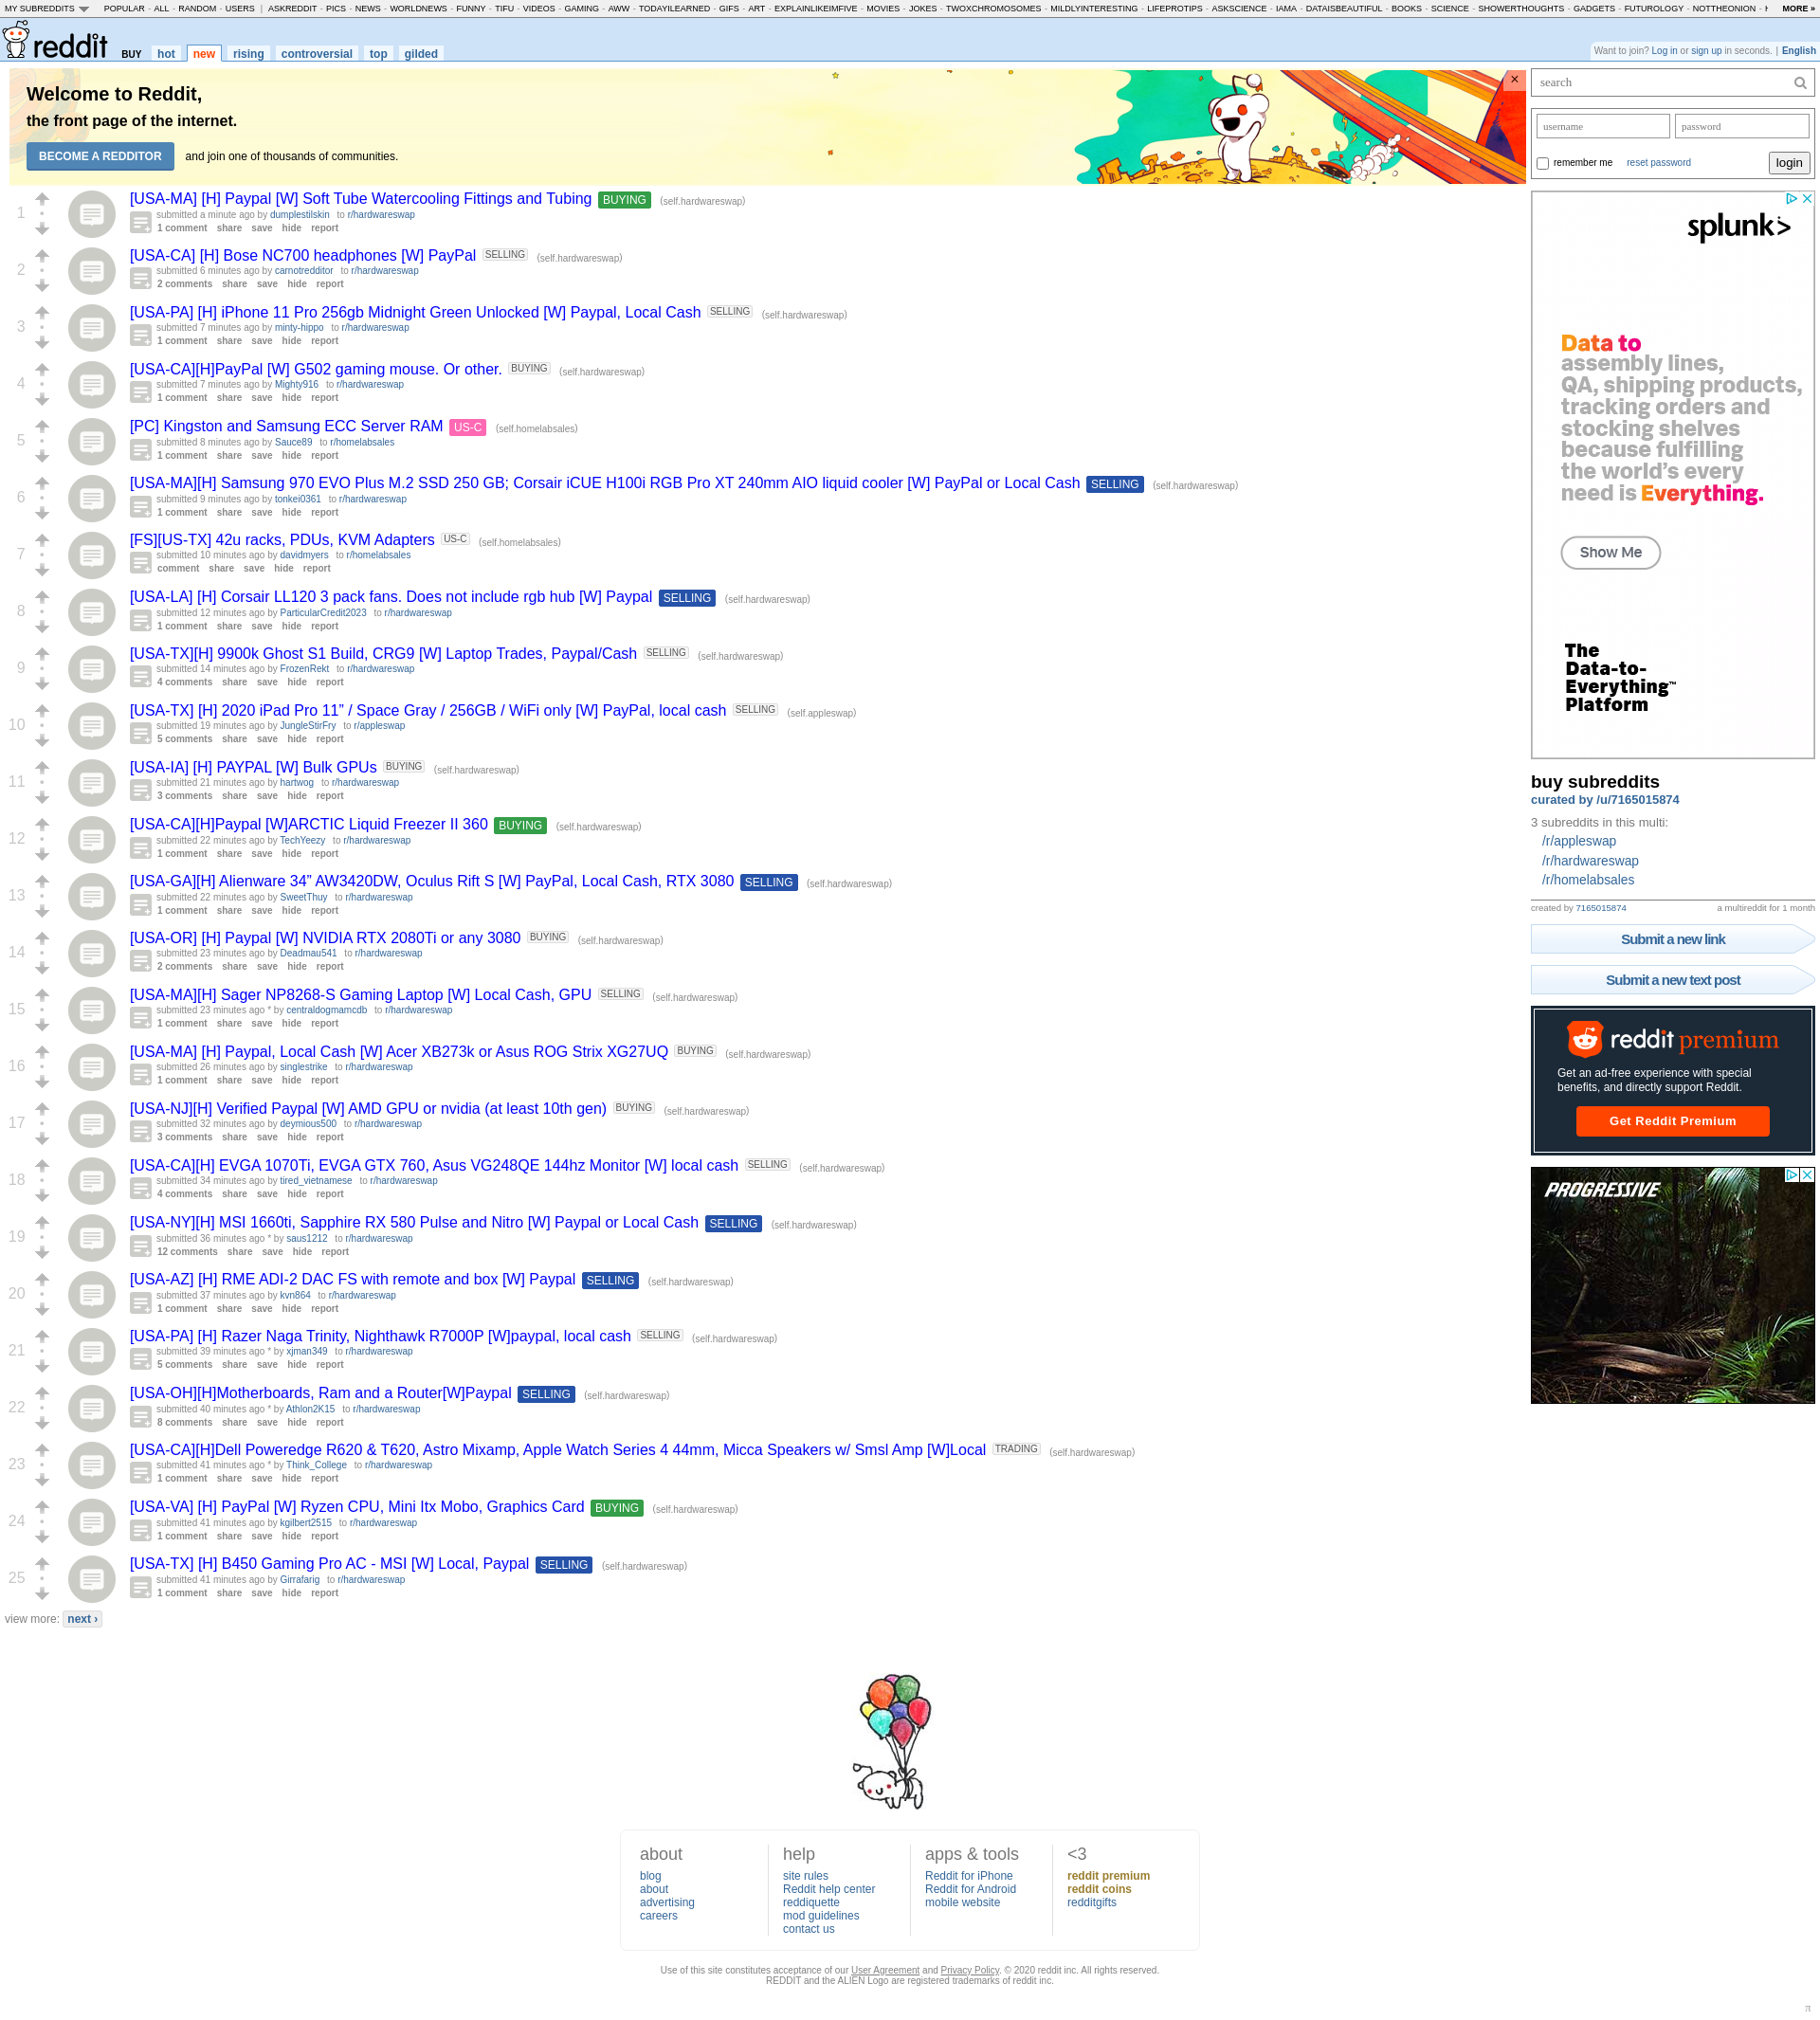 MY SUBREDDITS POPULAR - ALL - RANDOM - USERS | ASKREDDIT - PICS - NEWS - WORLDNEWS - FUNNY - TIFU - VIDEOS - GAMING - AWW - TODAYILEARNED - GIFS - ART - EXPLAINLIKEIMFIVE - MOVIES - JOKES - TWOXCHROMOSOMES - MILDLYINTERESTING - LIFEPROTIPS - ASKSCIENCE - IAMA - DATAISBEAUTIFUL - BOOKS - SCIENCE - SHOWERTHOUGHTS - GADGETS - FUTUROLOGY - NOTTHEONION - MORE »
reddit BUY hot new rising controversial top gilded
Want to join? Log in or sign up in seconds. | English
Welcome to Reddit,
the front page of the internet.
BECOME A REDDITOR and join one of thousands of communities.
×
1
[USA-MA] [H] Paypal [W] Soft Tube Watercooling Fittings and Tubing BUYING (self.hardwareswap)
submitted a minute ago by dumplestilskin to r/hardwareswap
1 comment share save hide report
2
[USA-CA] [H] Bose NC700 headphones [W] PayPal SELLING (self.hardwareswap)
submitted 6 minutes ago by carnotredditor to r/hardwareswap
2 comments share save hide report
3
[USA-PA] [H] iPhone 11 Pro 256gb Midnight Green Unlocked [W] Paypal, Local Cash SELLING (self.hardwareswap)
submitted 7 minutes ago by minty-hippo to r/hardwareswap
1 comment share save hide report
4
[USA-CA][H]PayPal [W] G502 gaming mouse. Or other. BUYING (self.hardwareswap)
submitted 7 minutes ago by Mighty916 to r/hardwareswap
1 comment share save hide report
5
[PC] Kingston and Samsung ECC Server RAM US-C (self.homelabsales)
submitted 8 minutes ago by Sauce89 to r/homelabsales
1 comment share save hide report
6
[USA-MA][H] Samsung 970 EVO Plus M.2 SSD 250 GB; Corsair iCUE H100i RGB Pro XT 240mm AIO liquid cooler [W] PayPal or Local Cash SELLING (self.hardwareswap)
submitted 9 minutes ago by tonkei0361 to r/hardwareswap
1 comment share save hide report
7
[FS][US-TX] 42u racks, PDUs, KVM Adapters US-C (self.homelabsales)
submitted 10 minutes ago by davidmyers to r/homelabsales
comment share save hide report
8
[USA-LA] [H] Corsair LL120 3 pack fans. Does not include rgb hub [W] Paypal SELLING (self.hardwareswap)
submitted 12 minutes ago by ParticularCredit2023 to r/hardwareswap
1 comment share save hide report
9
[USA-TX][H] 9900k Ghost S1 Build, CRG9 [W] Laptop Trades, Paypal/Cash SELLING (self.hardwareswap)
submitted 14 minutes ago by FrozenRekt to r/hardwareswap
4 comments share save hide report
10
[USA-TX] [H] 2020 iPad Pro 11” / Space Gray / 256GB / WiFi only [W] PayPal, local cash SELLING (self.appleswap)
submitted 19 minutes ago by JungleStirFry to r/appleswap
5 comments share save hide report
11
[USA-IA] [H] PAYPAL [W] Bulk GPUs BUYING (self.hardwareswap)
submitted 21 minutes ago by hartwog to r/hardwareswap
3 comments share save hide report
12
[USA-CA][H]Paypal [W]ARCTIC Liquid Freezer II 360 BUYING (self.hardwareswap)
submitted 22 minutes ago by TechYeezy to r/hardwareswap
1 comment share save hide report
13
[USA-GA][H] Alienware 34” AW3420DW, Oculus Rift S [W] PayPal, Local Cash, RTX 3080 SELLING (self.hardwareswap)
submitted 22 minutes ago by SweetThuy to r/hardwareswap
1 comment share save hide report
14
[USA-OR] [H] Paypal [W] NVIDIA RTX 2080Ti or any 3080 BUYING (self.hardwareswap)
submitted 23 minutes ago by Deadmau541 to r/hardwareswap
2 comments share save hide report
15
[USA-MA][H] Sager NP8268-S Gaming Laptop [W] Local Cash, GPU SELLING (self.hardwareswap)
submitted 23 minutes ago * by centraldogmamcdb to r/hardwareswap
1 comment share save hide report
16
[USA-MA] [H] Paypal, Local Cash [W] Acer XB273k or Asus ROG Strix XG27UQ BUYING (self.hardwareswap)
submitted 26 minutes ago by singlestrike to r/hardwareswap
1 comment share save hide report
17
[USA-NJ][H] Verified Paypal [W] AMD GPU or nvidia (at least 10th gen) BUYING (self.hardwareswap)
submitted 32 minutes ago by deymious500 to r/hardwareswap
3 comments share save hide report
18
[USA-CA][H] EVGA 1070Ti, EVGA GTX 760, Asus VG248QE 144hz Monitor [W] local cash SELLING (self.hardwareswap)
submitted 34 minutes ago by tired_vietnamese to r/hardwareswap
4 comments share save hide report
19
[USA-NY][H] MSI 1660ti, Sapphire RX 580 Pulse and Nitro [W] Paypal or Local Cash SELLING (self.hardwareswap)
submitted 36 minutes ago * by saus1212 to r/hardwareswap
12 comments share save hide report
20
[USA-AZ] [H] RME ADI-2 DAC FS with remote and box [W] Paypal SELLING (self.hardwareswap)
submitted 37 minutes ago by kvn864 to r/hardwareswap
1 comment share save hide report
21
[USA-PA] [H] Razer Naga Trinity, Nighthawk R7000P [W]paypal, local cash SELLING (self.hardwareswap)
submitted 39 minutes ago * by xjman349 to r/hardwareswap
5 comments share save hide report
22
[USA-OH][H]Motherboards, Ram and a Router[W]Paypal SELLING (self.hardwareswap)
submitted 40 minutes ago * by Athlon2K15 to r/hardwareswap
8 comments share save hide report
23
[USA-CA][H]Dell Poweredge R620 & T620, Astro Mixamp, Apple Watch Series 4 44mm, Micca Speakers w/ Smsl Amp [W]Local TRADING (self.hardwareswap)
submitted 41 minutes ago * by Think_College to r/hardwareswap
1 comment share save hide report
24
[USA-VA] [H] PayPal [W] Ryzen CPU, Mini Itx Mobo, Graphics Card BUYING (self.hardwareswap)
submitted 41 minutes ago by kgilbert2515 to r/hardwareswap
1 comment share save hide report
25
[USA-TX] [H] B450 Gaming Pro AC - MSI [W] Local, Paypal SELLING (self.hardwareswap)
submitted 41 minutes ago by Girrafarig to r/hardwareswap
1 comment share save hide report
view more: next ›
search
username password
remember me reset password login
splunk>
Data to
assembly lines,
QA, shipping products,
tracking orders and
stocking shelves
because fulfilling
the world’s every
need is Everything.
Show Me
The
Data-to-
Everything™
Platform
buy subreddits
curated by /u/7165015874
3 subreddits in this multi:
/r/appleswap
/r/hardwareswap
/r/homelabsales
created by 7165015874 a multireddit for 1 month
Submit a new link
Submit a new text post
reddit premium
Get an ad-free experience with special
benefits, and directly support Reddit.
Get Reddit Premium
PROGRESSIVE
about
blog
about
advertising
careers
help
site rules
Reddit help center
reddiquette
mod guidelines
contact us
apps & tools
Reddit for iPhone
Reddit for Android
mobile website
<3
reddit premium
reddit coins
redditgifts
Use of this site constitutes acceptance of our User Agreement and Privacy Policy. © 2020 reddit inc. All rights reserved.
REDDIT and the ALIEN Logo are registered trademarks of reddit inc.
π